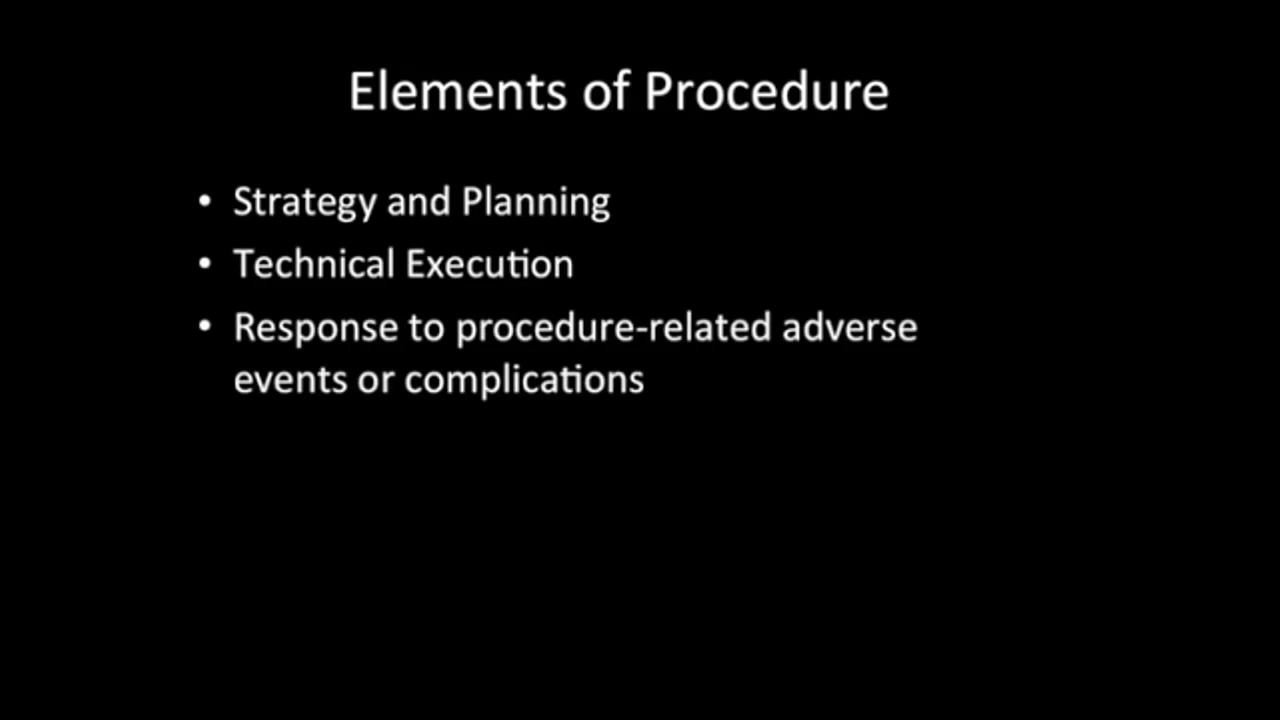 Elements of Procedure
• Strategy and Planning
• Technical Execution
• Response to procedure-related adverse
events or complications